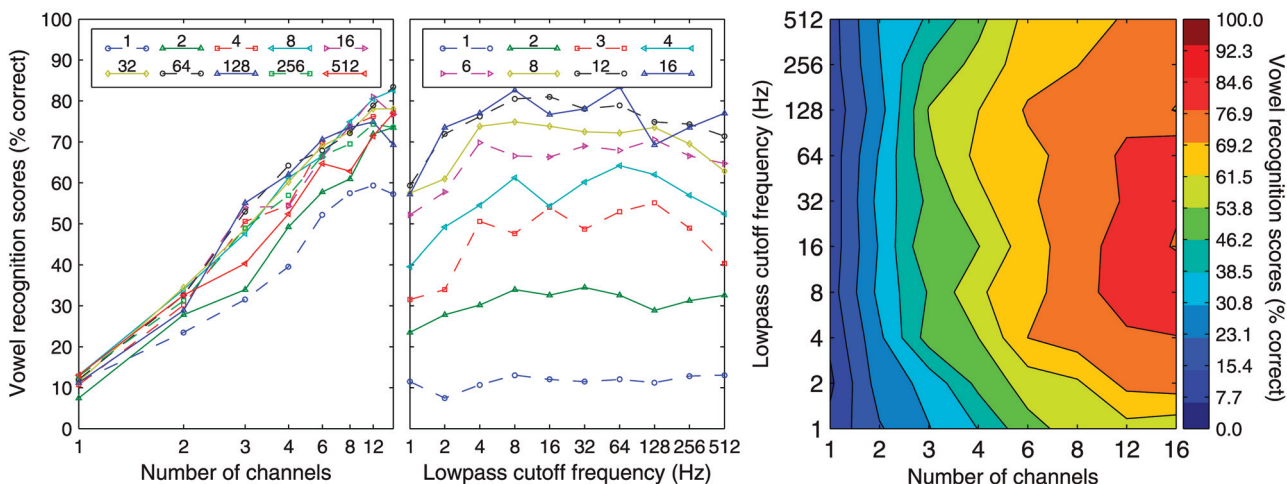 Vowel recognition scores (% correct)
100
90
80
70
60
50
40
30
20
10
0
1 2 4 8 16
32 64 128 256 512
1 2 3 4 6 8 12
Number of channels
1 2 3 4
6 8 12 16
1 2 4 8 16 32 64 128 256 512
Lowpass cutoff frequency (Hz)
Lowpass cutoff frequency (Hz)
512
256
128
64
32
16
8
4
2
1
1 2 3 4 6 8 12 16
Number of channels
100.0
92.3
84.6
76.9
69.2
61.5
53.8
46.2
38.5
30.8
23.1
15.4
7.7
0.0
Vowel recognition scores (% correct)